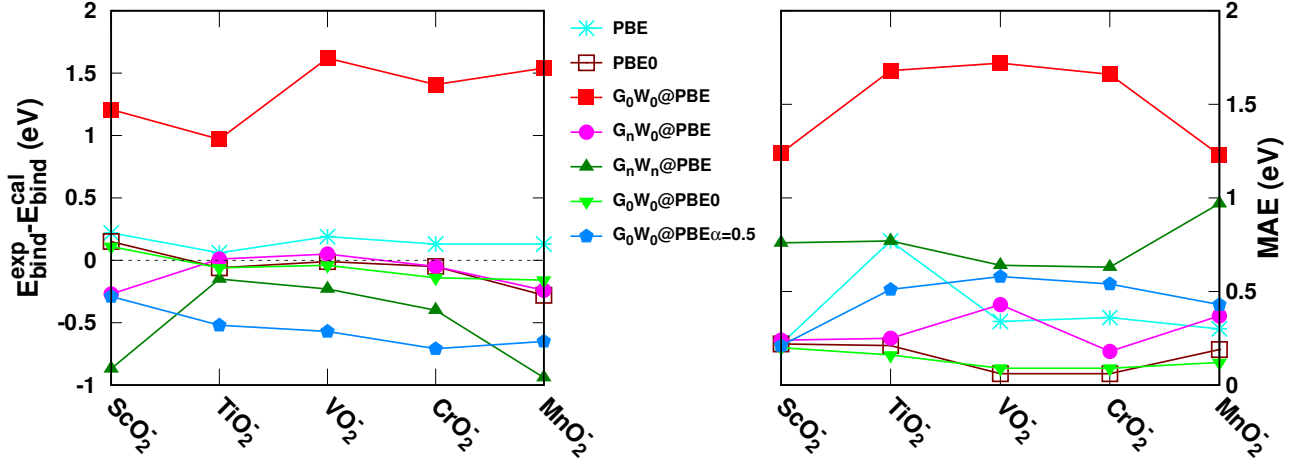 E^exp_bind-E^cal_bind (eV)
2
1.5
1
0.5
0
-0.5
-1
ScO₂⁻
TiO₂⁻
VO₂⁻
CrO₂⁻
MnO₂⁻
PBE
PBE0
G₀W₀@PBE
GₙW₀@PBE
GₙWₙ@PBE
G₀W₀@PBE0
G₀W₀@PBEα=0.5
ScO₂⁻
TiO₂⁻
VO₂⁻
CrO₂⁻
MnO₂⁻
2
1.5
1
0.5
0
MAE (eV)